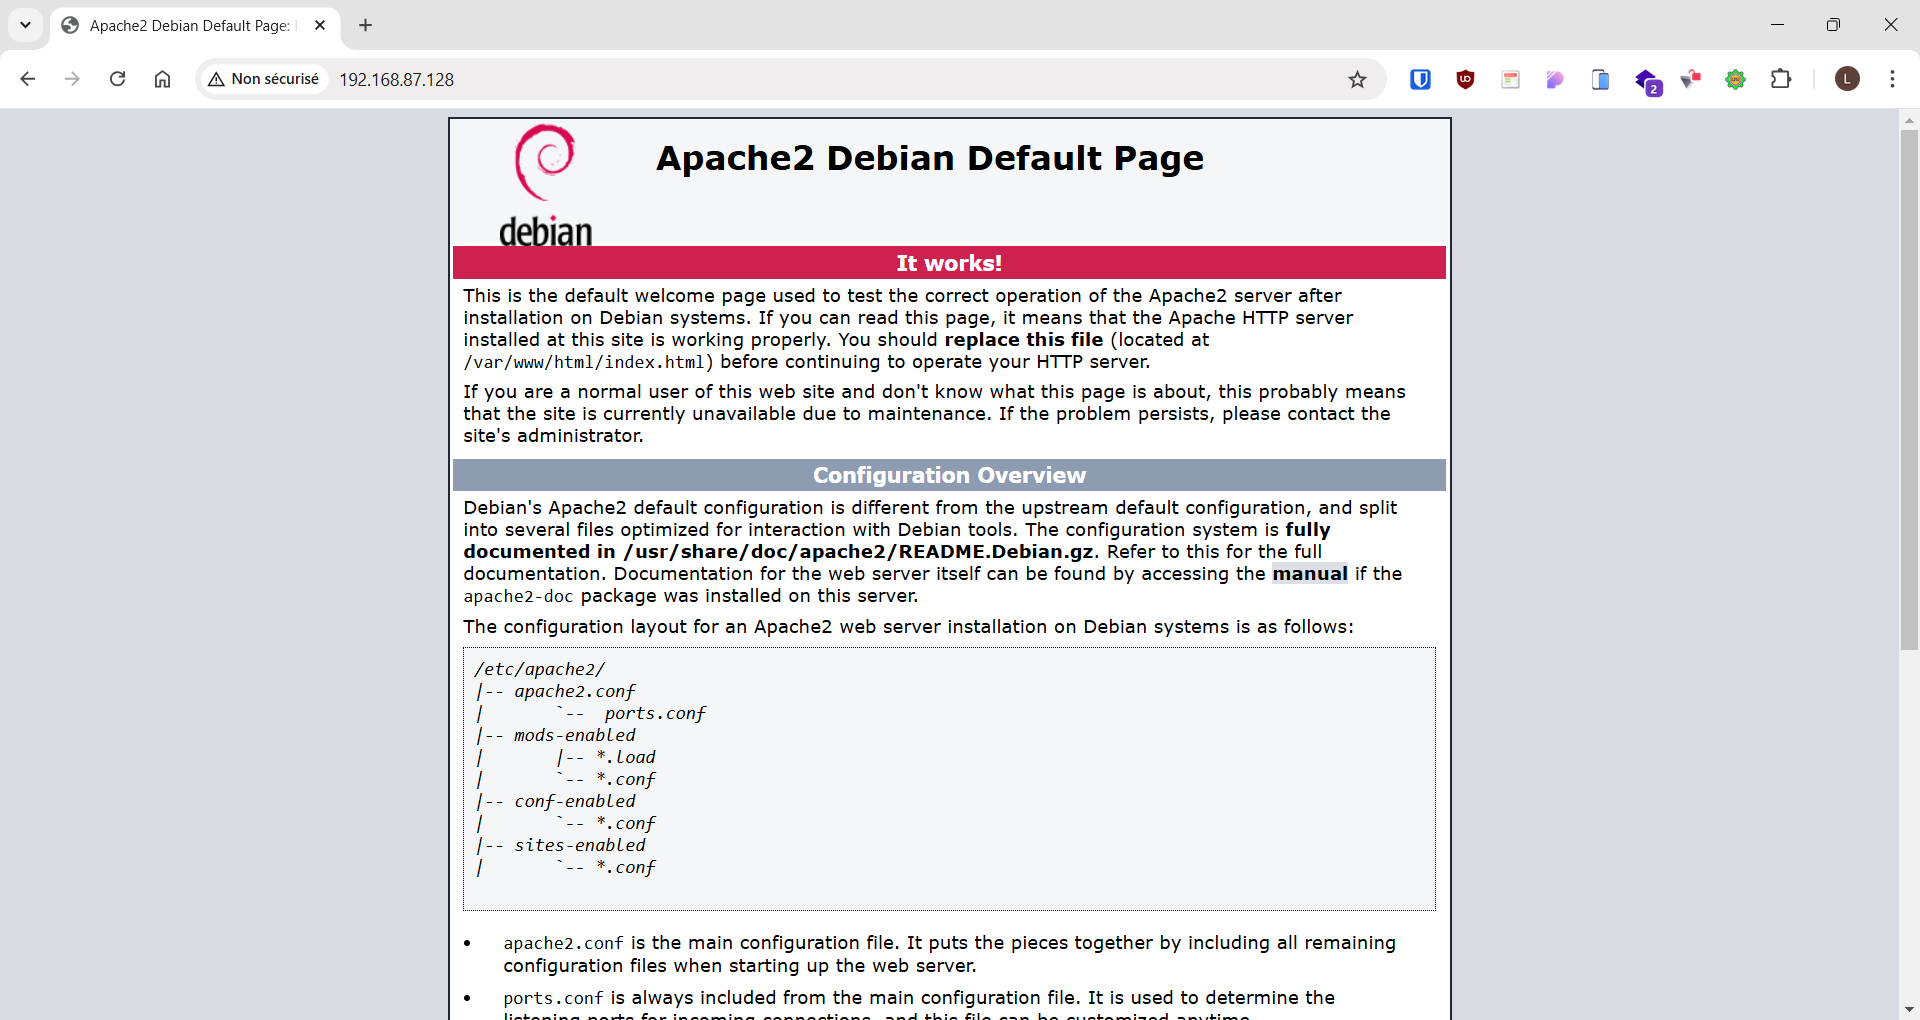 Apache2 Debian Default Page:
Non sécurisé
192.168.87.128
2
L
debian
Apache2 Debian Default Page
It works!
This is the default welcome page used to test the correct operation of the Apache2 server after
installation on Debian systems. If you can read this page, it means that the Apache HTTP server
installed at this site is working properly. You should replace this file (located at
/var/www/html/index.html) before continuing to operate your HTTP server.
If you are a normal user of this web site and don't know what this page is about, this probably means
that the site is currently unavailable due to maintenance. If the problem persists, please contact the
site's administrator.
Configuration Overview
Debian's Apache2 default configuration is different from the upstream default configuration, and split
into several files optimized for interaction with Debian tools. The configuration system is fully
documented in /usr/share/doc/apache2/README.Debian.gz. Refer to this for the full
documentation. Documentation for the web server itself can be found by accessing the manual if the
apache2-doc package was installed on this server.
The configuration layout for an Apache2 web server installation on Debian systems is as follows:
/etc/apache2/
|-- apache2.conf
|       `--  ports.conf
|-- mods-enabled
|       |-- *.load
|       `-- *.conf
|-- conf-enabled
|       `-- *.conf
|-- sites-enabled
|       `-- *.conf
• apache2.conf is the main configuration file. It puts the pieces together by including all remaining
configuration files when starting up the web server.
• ports.conf is always included from the main configuration file. It is used to determine the
listening ports for incoming connections, and this file can be customized anytime.